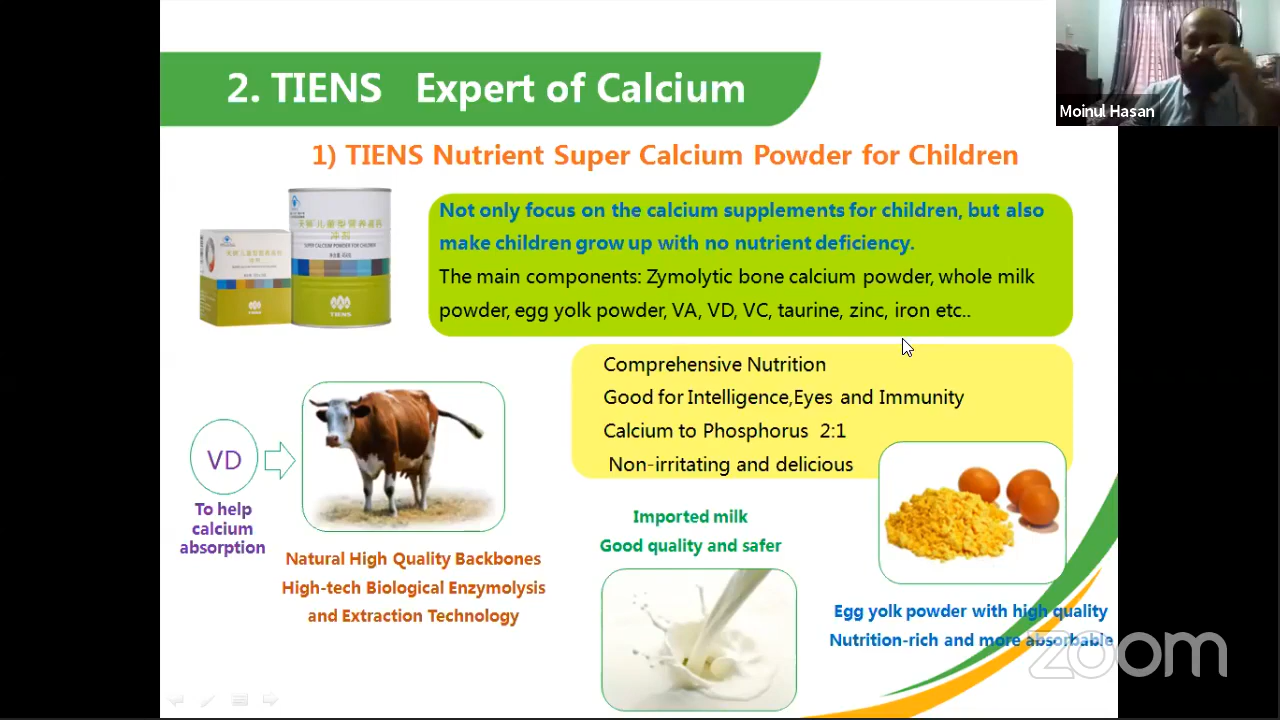 2. TIENS Expert of Calcium
Moinul Hasan
1) TIENS Nutrient Super Calcium Powder for Children
Not only focus on the calcium supplements for children, but also
make children grow up with no nutrient deficiency.
The main components: Zymolytic bone calcium powder, whole milk
powder, egg yolk powder, VA, VD, VC, taurine, zinc, iron etc..
SUPER CALCIUM POWDER FOR CHILDREN
TIENS
Comprehensive Nutrition
Good for Intelligence,Eyes and Immunity
Calcium to Phosphorus 2:1
Non-irritating and delicious
VD
To help
calcium
absorption
Natural High Quality Backbones
High-tech Biological Enzymolysis
and Extraction Technology
Imported milk
Good quality and safer
Egg yolk powder with high quality
Nutrition-rich and more absorbable
zoom